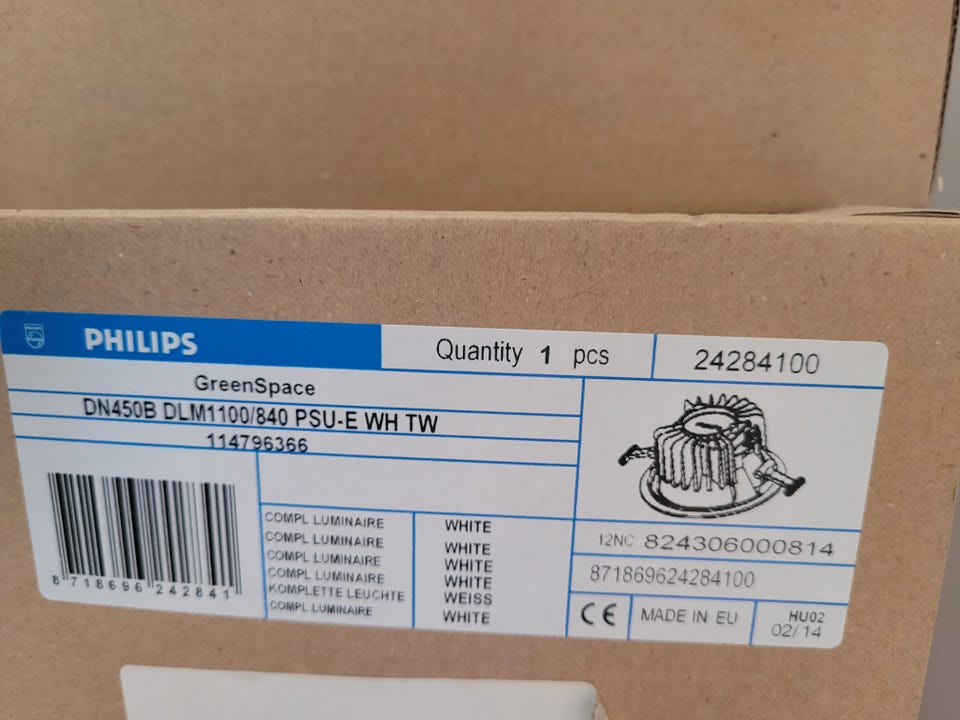 PHILIPS
Quantity 1 pcs
24284100
GreenSpace
DN450B DLM1100/840 PSU-E WH TW
114796366
8 718696 242841
COMPL LUMINAIRE WHITE
COMPL LUMINAIRE WHITE
COMPL LUMINAIRE WHITE
COMPL LUMINAIRE WHITE
KOMPLETTE LEUCHTE WEISS
COMPL LUMINAIRE WHITE
12NC 824306000814
871869624284100
CE
MADE IN EU
HU02
02/14